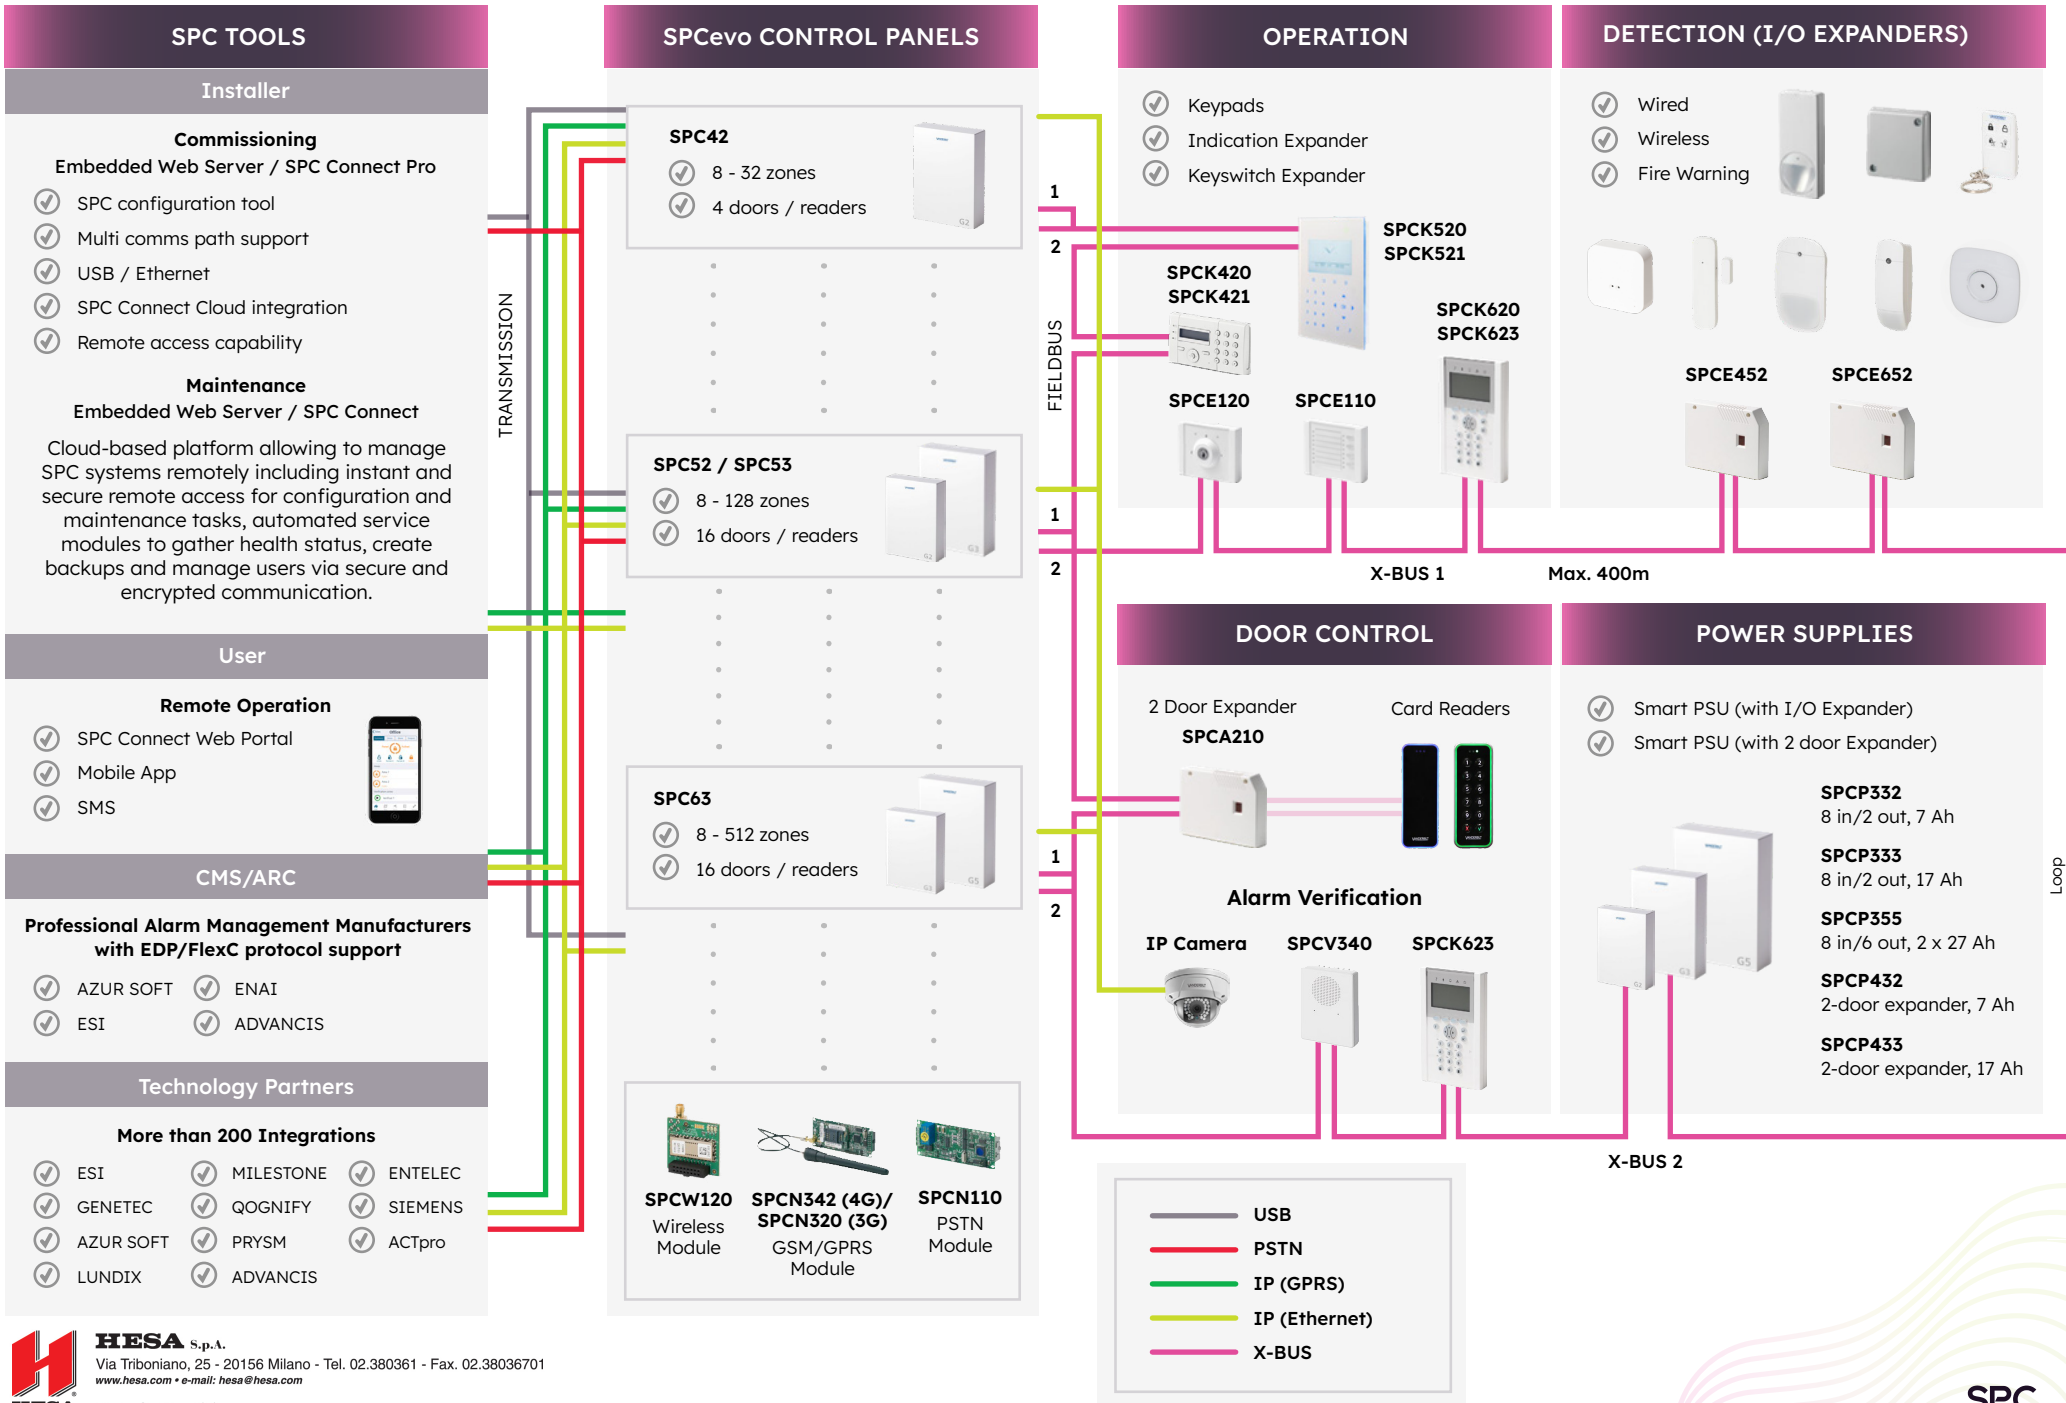 SPC TOOLS
Installer
Commissioning
Embedded Web Server / SPC Connect Pro
SPC configuration tool
Multi comms path support
USB / Ethernet
SPC Connect Cloud integration
Remote access capability
Maintenance
Embedded Web Server / SPC Connect
Cloud-based platform allowing to manage
SPC systems remotely including instant and
secure remote access for configuration and
maintenance tasks, automated service
modules to gather health status, create
backups and manage users via secure and
encrypted communication.
User
Remote Operation
SPC Connect Web Portal
Mobile App
SMS
CMS/ARC
Professional Alarm Management Manufacturers
with EDP/FlexC protocol support
AZUR SOFT
ENAI
ESI
ADVANCIS
Technology Partners
More than 200 Integrations
ESI
MILESTONE
ENTELEC
GENETEC
QOGNIFY
SIEMENS
AZUR SOFT
PRYSM
ACTpro
LUNDIX
ADVANCIS
TRANSMISSION
SPCevo CONTROL PANELS
SPC42
8 - 32 zones
4 doors / readers
G2
SPC52 / SPC53
8 - 128 zones
16 doors / readers
G2
G3
SPC63
8 - 512 zones
16 doors / readers
G3
G5
SPCW120
Wireless
Module
SPCN342 (4G)/
SPCN320 (3G)
GSM/GPRS
Module
SPCN110
PSTN
Module
FIELDBUS
1
2
1
2
1
2
OPERATION
Keypads
Indication Expander
Keyswitch Expander
SPCK520
SPCK521
SPCK420
SPCK421
SPCK620
SPCK623
SPCE120
SPCE110
DETECTION (I/O EXPANDERS)
Wired
Wireless
Fire Warning
SPCE452
SPCE652
X-BUS 1
Max. 400m
DOOR CONTROL
2 Door Expander
SPCA210
Card Readers
Alarm Verification
IP Camera
SPCV340
SPCK623
POWER SUPPLIES
Smart PSU (with I/O Expander)
Smart PSU (with 2 door Expander)
SPCP332
8 in/2 out, 7 Ah
SPCP333
8 in/2 out, 17 Ah
SPCP355
8 in/6 out, 2 x 27 Ah
SPCP432
2-door expander, 7 Ah
SPCP433
2-door expander, 17 Ah
G2
G3
G5
Loop
X-BUS 2
USB
PSTN
IP (GPRS)
IP (Ethernet)
X-BUS
HESA S.p.A.
Via Triboniano, 25 - 20156 Milano - Tel. 02.380361 - Fax. 02.38036701
www.hesa.com • e-mail: hesa@hesa.com
HESA
SPC